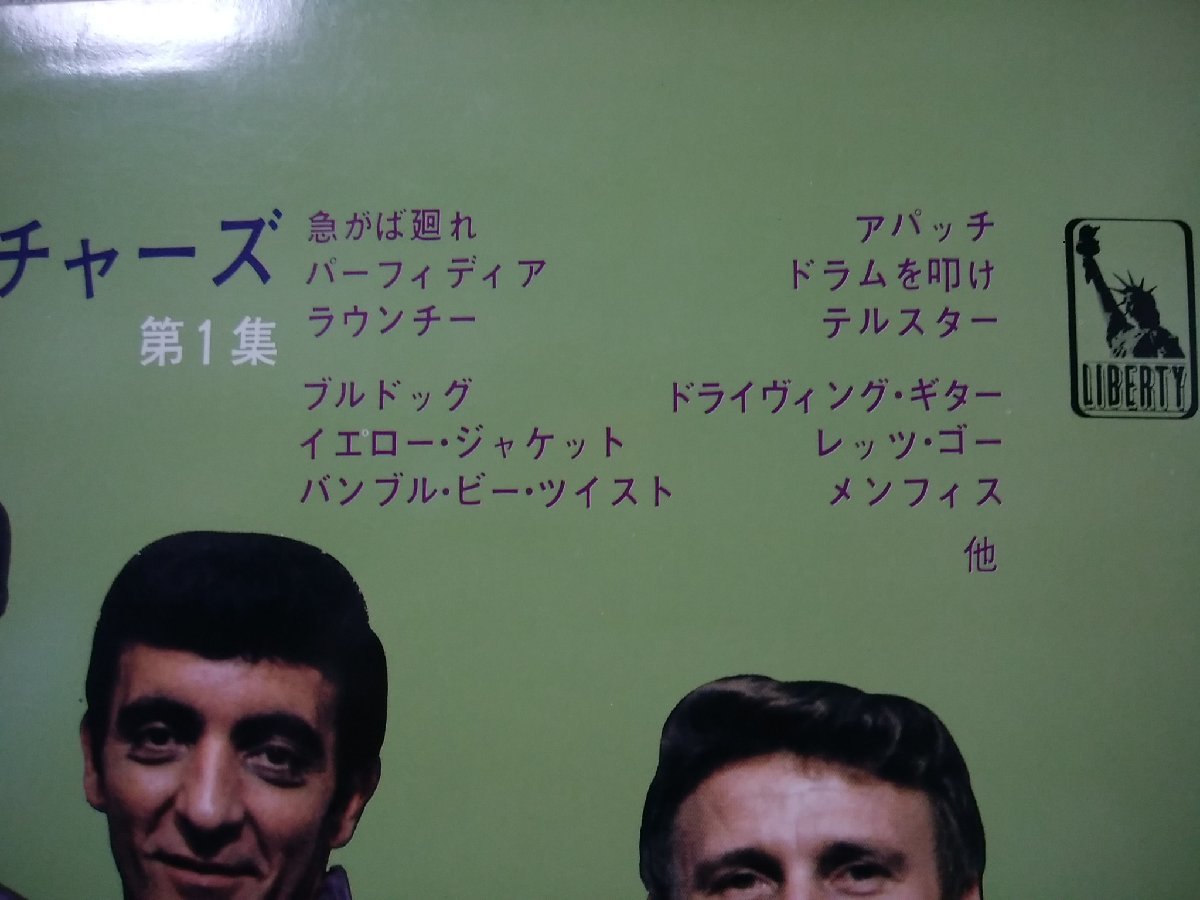 チャーズ
第1集
急がば廻れ
パーフィディア
ラウンチー
ブルドッグ
イエロー・ジャケット
バンブル・ビー・ツイスト
アパッチ
ドラムを叩け
テルスター
ドライヴィング・ギター
レッツ・ゴー
メンフィス
他
LIBERTY